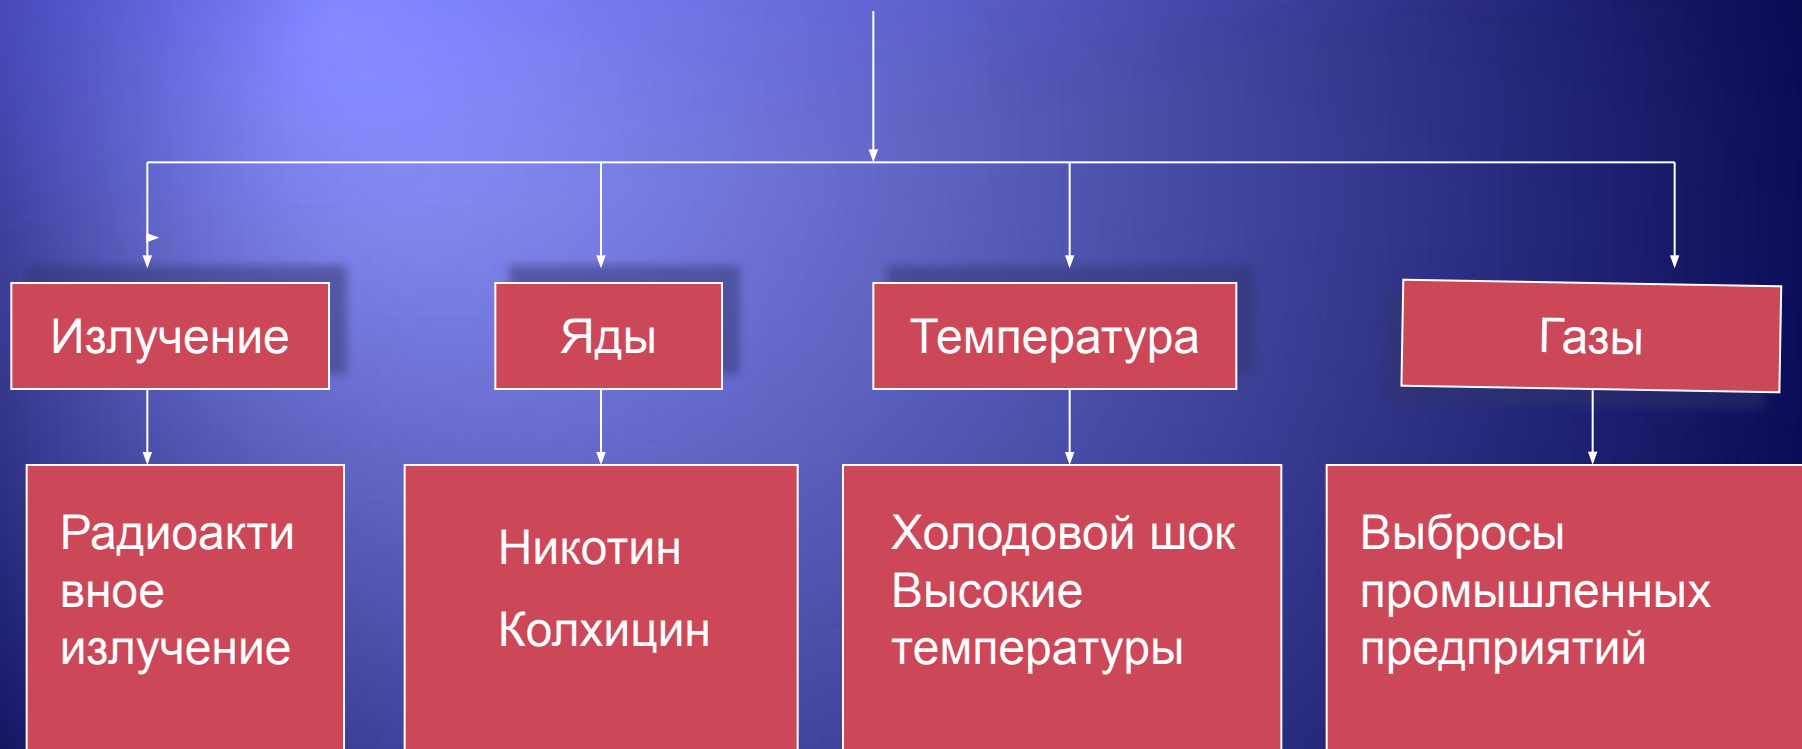 Излучение
Яды
Температура
Газы
Радиоакти
вное
излучение
Никотин
Колхицин
Холодовой шок
Высокие
температуры
Выбросы
промышленных
предприятий